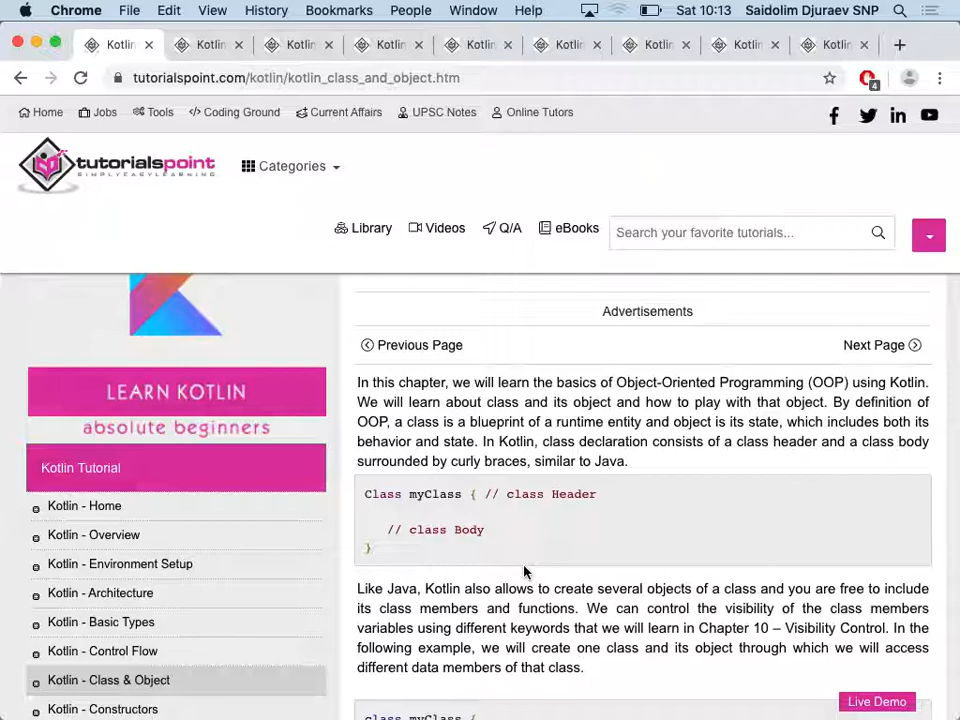 Chrome File Edit View History Bookmarks People Window Help Sat 10:13 Saidolim Djuraev SNP
Kotlin Kotlin Kotlin Kotlin Kotlin Kotlin Kotlin Kotlin Kotlin
tutorialspoint.com/kotlin/kotlin_class_and_object.htm 4
Home Jobs Tools </> Coding Ground Current Affairs UPSC Notes Online Tutors
tutorialspoint
SIMPLYEASYLEARNING
Categories
Library Videos Q/A eBooks Search your favorite tutorials...
LEARN KOTLIN
absolute beginners
Kotlin Tutorial
Kotlin - Home
Kotlin - Overview
Kotlin - Environment Setup
Kotlin - Architecture
Kotlin - Basic Types
Kotlin - Control Flow
Kotlin - Class & Object
Kotlin - Constructors
Advertisements
Previous Page Next Page
In this chapter, we will learn the basics of Object-Oriented Programming (OOP) using Kotlin.
We will learn about class and its object and how to play with that object. By definition of
OOP, a class is a blueprint of a runtime entity and object is its state, which includes both its
behavior and state. In Kotlin, class declaration consists of a class header and a class body
surrounded by curly braces, similar to Java.
Class myClass { // class Header
// class Body
}
Like Java, Kotlin also allows to create several objects of a class and you are free to include
its class members and functions. We can control the visibility of the class members
variables using different keywords that we will learn in Chapter 10 – Visibility Control. In the
following example, we will create one class and its object through which we will access
different data members of that class.
Live Demo
class myClass {